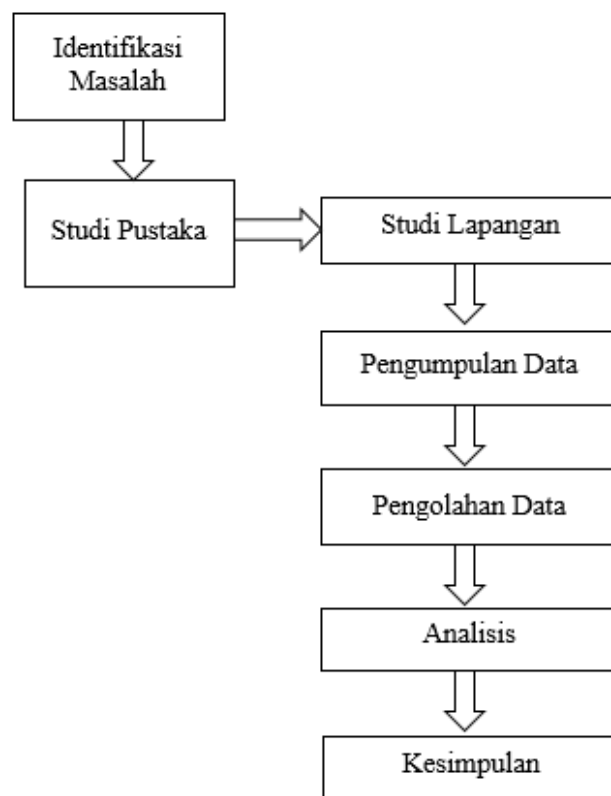 Identifikasi
Masalah
Studi Pustaka
Studi Lapangan
Pengumpulan Data
Pengolahan Data
Analisis
Kesimpulan